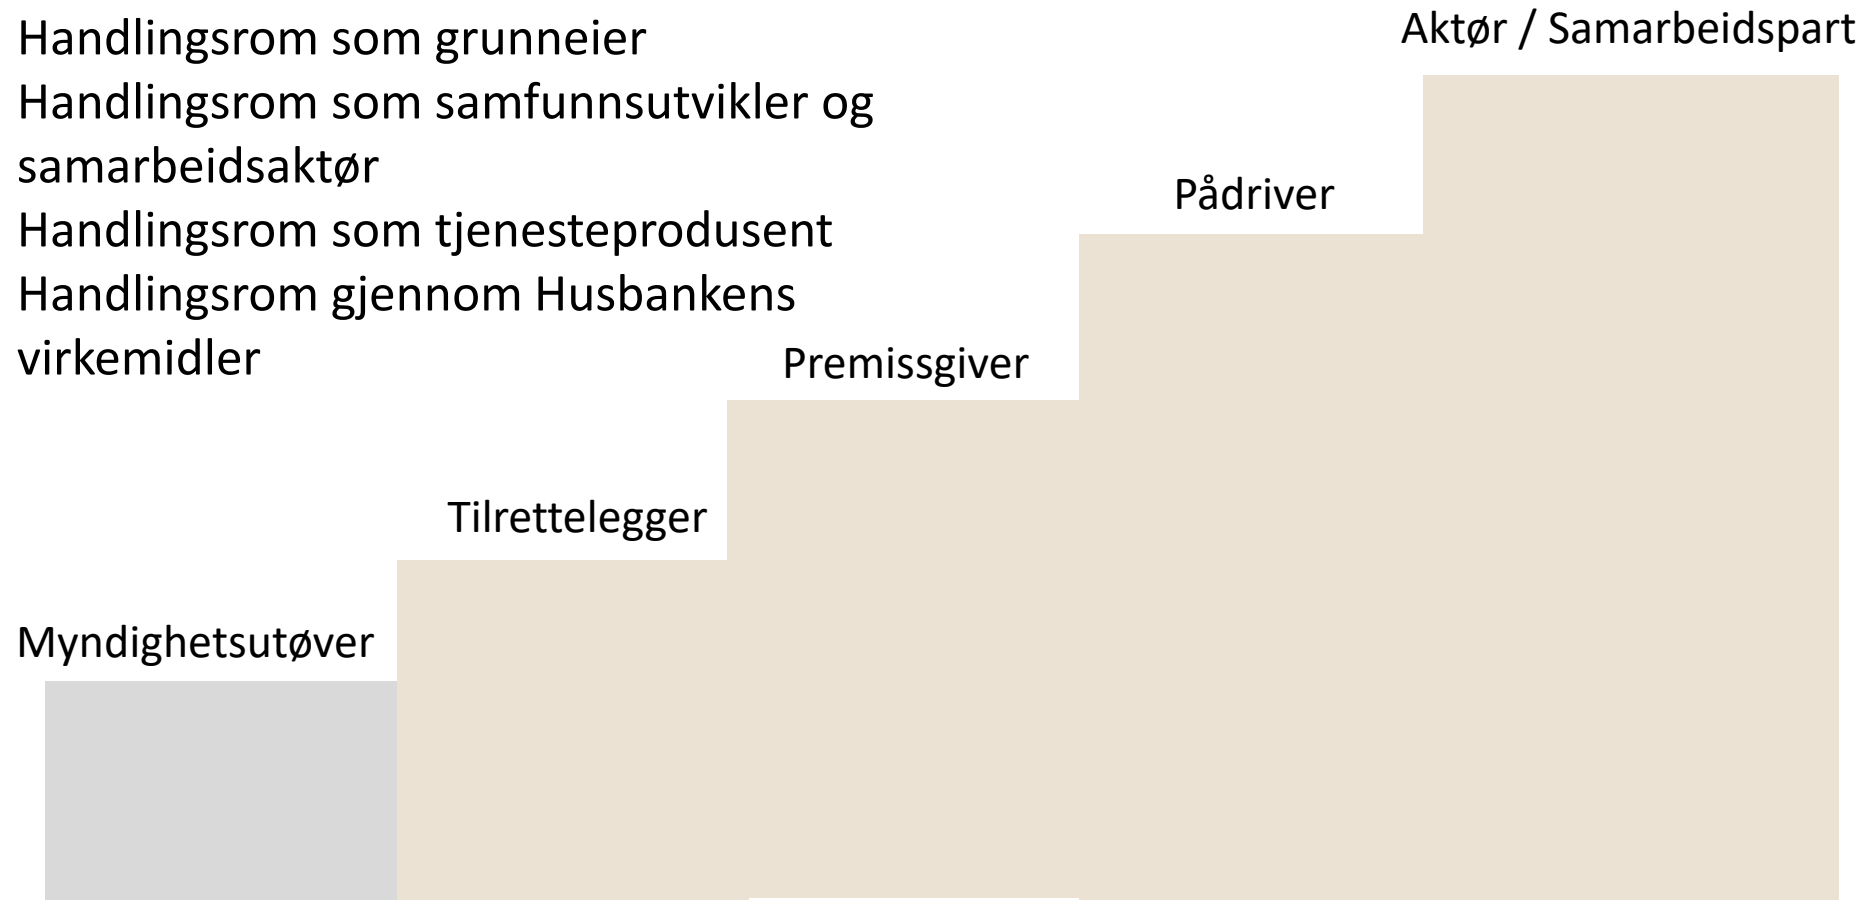 Handlingsrom som grunneier
Handlingsrom som samfunnsutvikler og
samarbeidsaktør
Handlingsrom som tjenesteprodusent
Handlingsrom gjennom Husbankens
virkemidler
Aktør / Samarbeidspart
Pådriver
Premissgiver
Tilrettelegger
Myndighetsutøver